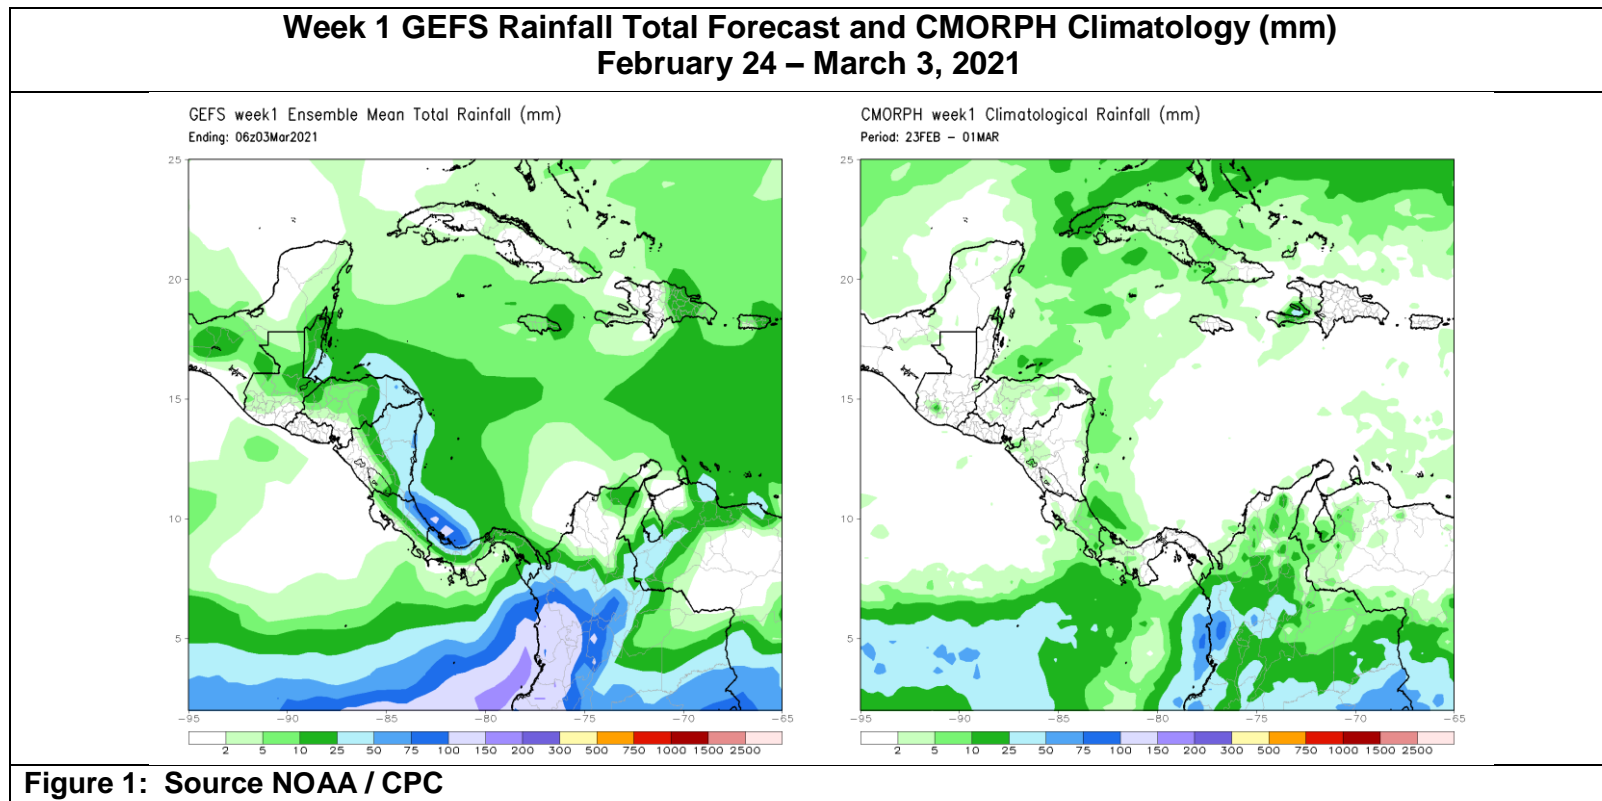 Week 1 GEFS Rainfall Total Forecast and CMORPH Climatology (mm)
February 24 – March 3, 2021
GEFS week1 Ensemble Mean Total Rainfall (mm)
Ending: 06z03Mar2021
25
20
15
10
5
-95 -90 -85 -80 -75 -70 -65
2 5 10 25 50 75 100 150 200 300 500 750 1000 1500 2500
CMORPH week1 Climatological Rainfall (mm)
Period: 23FEB - 01MAR
25
20
15
10
5
-95 -90 -85 -80 -75 -70 -65
2 5 10 25 50 75 100 150 200 300 500 750 1000 1500 2500
Figure 1: Source NOAA / CPC